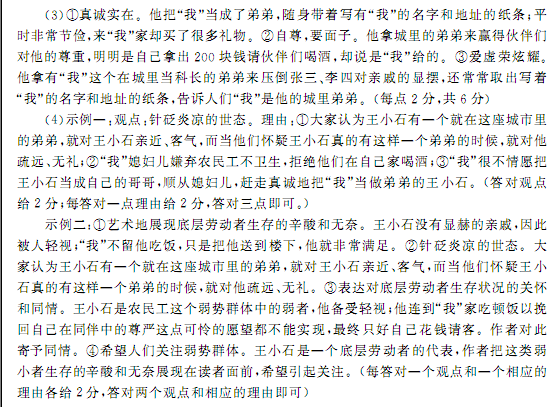 (3)①真诚实在。他把“我”当成了弟弟,随身带着写有“我”的名字和地址的纸条;平
时非常节俭,来“我”家却买了很多礼物。②自尊,要面子。他拿城里的弟弟来赢得伙伴们
对他的尊重,明明是自己拿出200块钱请伙伴们喝酒,却说是“我”给的。③爱虚荣炫耀。
他拿有“我”这个在城里当科长的弟弟来压倒张三、李四对亲戚的显摆,还常常取出写着
“我”的名字和地址的纸条,告诉人们“我”是他的城里弟弟。(每点2分,共6分)
(4)示例一:观点:针砭炎凉的世态。理由:①大家认为王小石有一个就在这座城市里
的弟弟,就对王小石亲近、客气,而当他们怀疑王小石真的有这样一个弟弟的时候,就对他
疏远、无礼;②“我”媳妇儿嫌弃农民工不卫生,拒绝他们在自己家喝酒;③“我”很不情愿把
王小石当成自己的哥哥,顺从媳妇儿,赶走真诚地把“我”当做弟弟的王小石。(答对观点
给2分;每答对一点理由给2分,答对三点即可。)
示例二:①艺术地展现底层劳动者生存的辛酸和无奈。王小石没有显赫的亲戚,因此
被人轻视;“我”不留他吃饭,只是把他送到楼下,他就非常满足。②针砭炎凉的世态。大
家认为王小石有一个就在这座城市里的弟弟,就对王小石亲近、客气,而当他们怀疑王小
石真的有这样一个弟弟的时候,就对他疏远、无礼。③表达对底层劳动者生存状况的关怀
和同情。王小石是农民工这个弱势群体中的弱者,他备受轻视;他连到“我”家吃顿饭以挽
回自己在同伴中的尊严这点可怜的愿望都不能实现,最终只好自己花钱请客。作者对此
寄予同情。④希望人们关注弱势群体。王小石是一个底层劳动者的代表,作者把这类弱
小者生存的辛酸和无奈展现在读者面前,希望引起关注。(每答对一个观点和一个相应的
理由各给2分,答对两个观点和相应的理由即可)